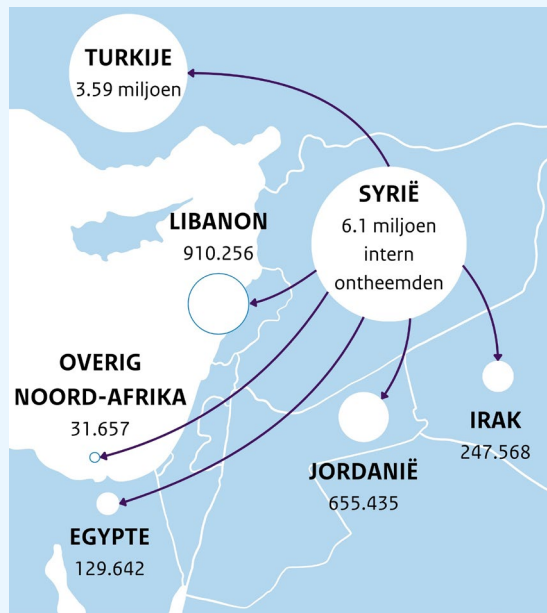 TURKIJE
3.59 miljoen
SYRIË
6.1 miljoen
intern
ontheemden
LIBANON
910.256
OVERIG
NOORD-AFRIKA
31.657
IRAK
247.568
JORDANIË
655.435
EGYPTE
129.642